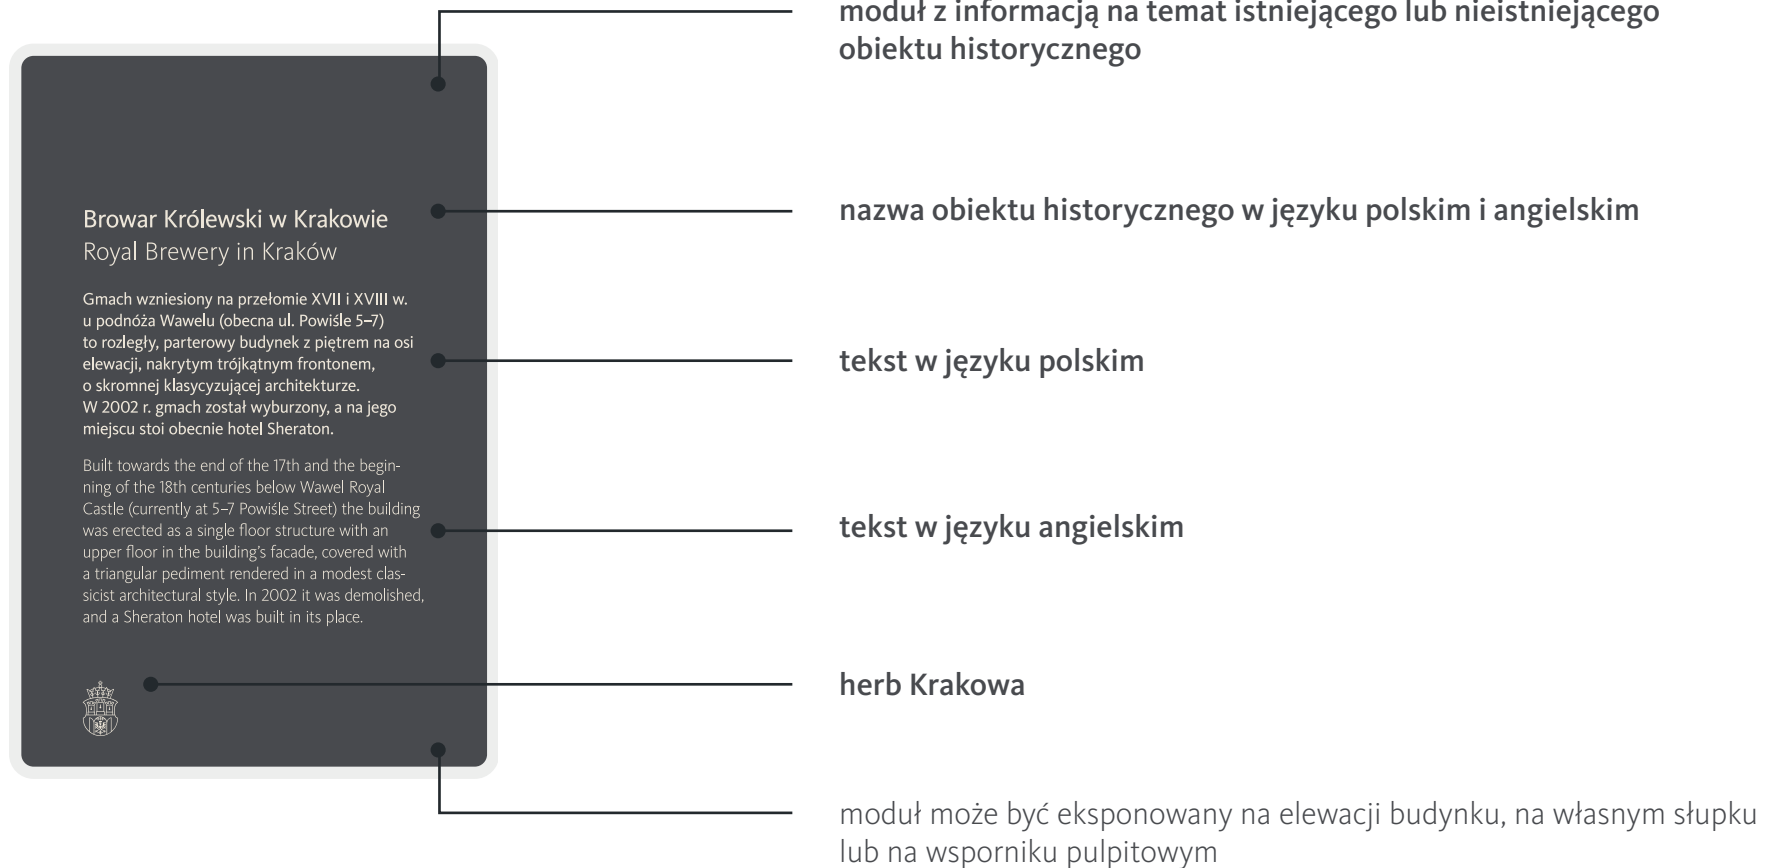 moduł z informacją na temat istniejącego lub nieistniejącego
obiektu historycznego
Browar Królewski w Krakowie
Royal Brewery in Kraków
nazwa obiektu historycznego w języku polskim i angielskim
Gmach wzniesiony na przełomie XVII i XVIII w.
u podnóża Wawelu (obecna ul. Powiśle 5–7)
to rozległy, parterowy budynek z piętrem na osi
elewacji, nakrytym trójkątnym frontonem,
o skromnej klasycyzującej architekturze.
W 2002 r. gmach został wyburzony, a na jego
miejscu stoi obecnie hotel Sheraton.
tekst w języku polskim
Built towards the end of the 17th and the begin-
ning of the 18th centuries below Wawel Royal
Castle (currently at 5–7 Powiśle Street) the building
was erected as a single floor structure with an
upper floor in the building's facade, covered with
a triangular pediment rendered in a modest clas-
sicist architectural style. In 2002 it was demolished,
and a Sheraton hotel was built in its place.
tekst w języku angielskim
herb Krakowa
moduł może być eksponowany na elewacji budynku, na własnym słupku
lub na wsporniku pulpitowym